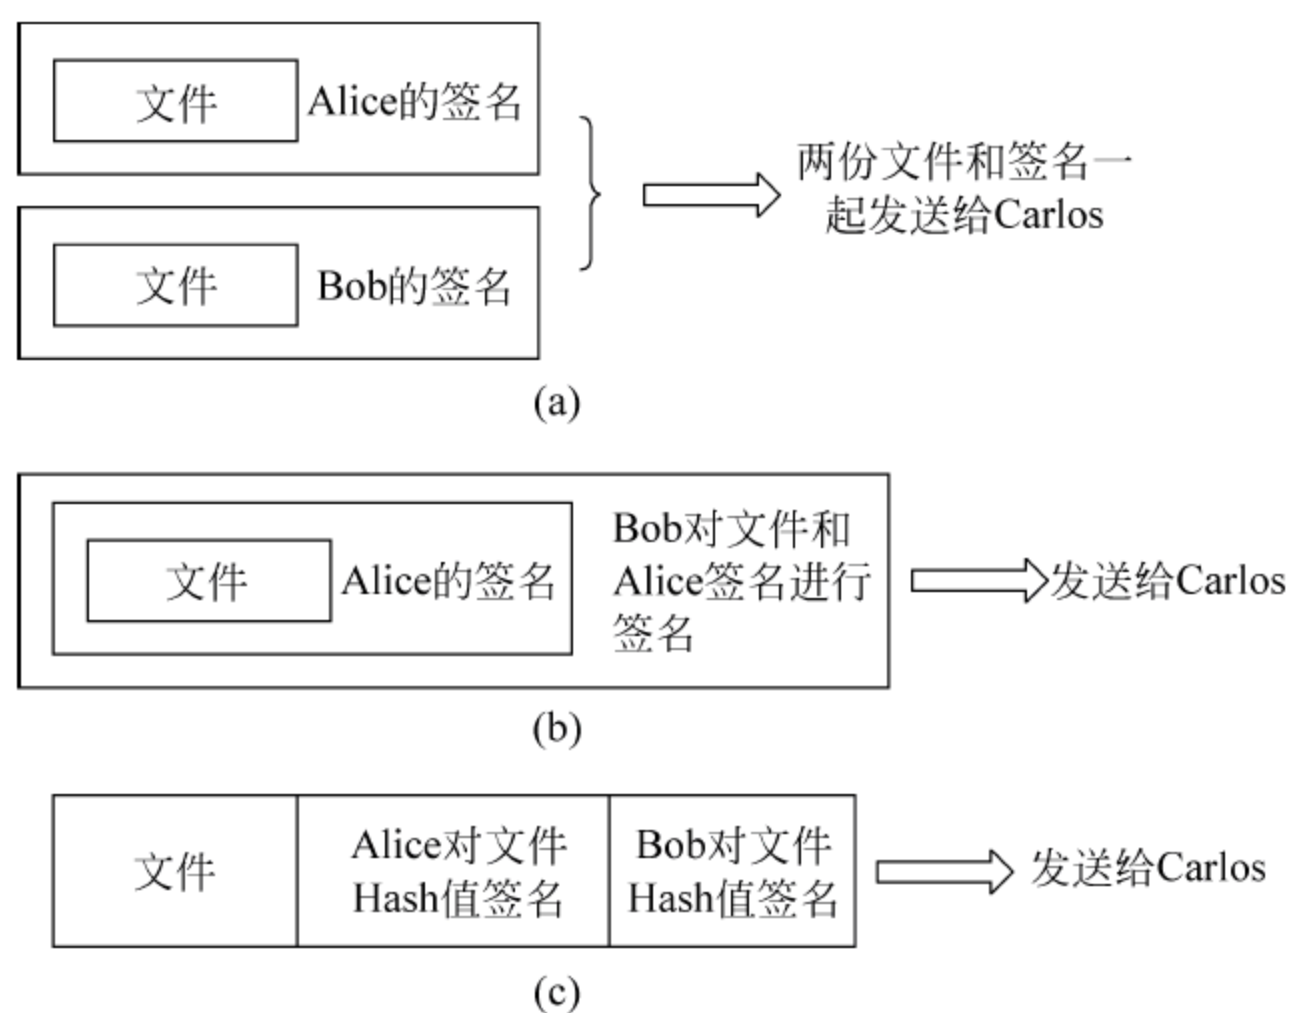 文件 Alice的签名
文件 Bob的签名
两份文件和签名一
起发送给Carlos
(a)
文件 Alice的签名
Bob对文件和
Alice签名进行
签名
发送给Carlos
(b)
文件
Alice对文件
Hash值签名
Bob对文件
Hash值签名
发送给Carlos
(c)